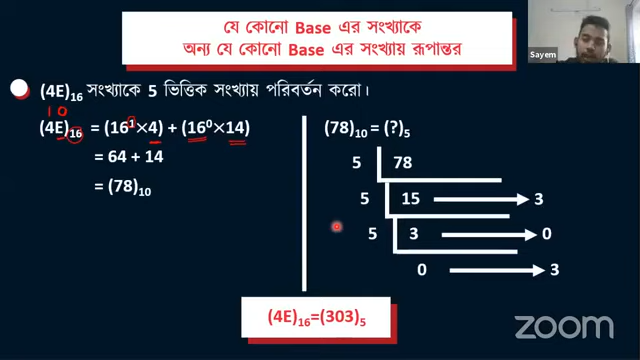 যে কোনো Base এর সংখ্যাকে
অন্য যে কোনো Base এর সংখ্যায় রূপান্তর
Sayem
(4E)₁₆ সংখ্যাকে 5 ভিত্তিক সংখ্যায় পরিবর্তন করো।
1 0
(4E)₁₆ = (16¹×4) + (16⁰×14)
= 64 + 14
= (78)₁₀
(78)₁₀ = (?)₅
5 78
5 15 3
5 3 0
0 3
(4E)₁₆=(303)₅
zoom